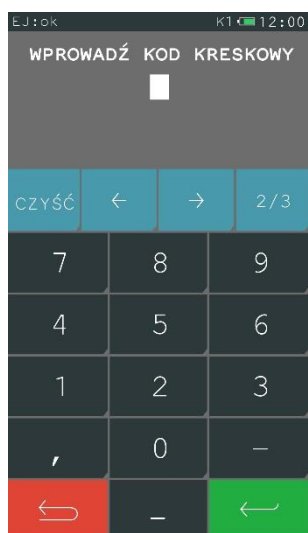 EJ:ok K1 12:00
WPROWADŹ KOD KRESKOWY
CZYŚĆ ← → 2/3
7 8 9
4 5 6
1 2 3
, 0 –
_